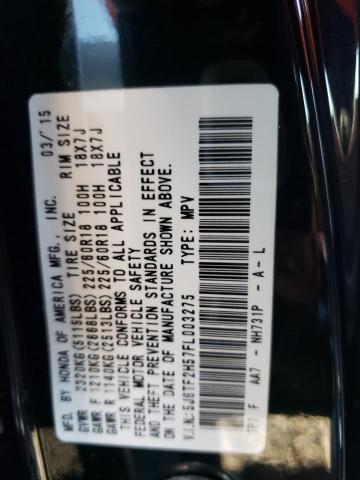 MFD. BY HONDA OF AMERICA MFG., INC. 03/'15
GVWR 2320KG(5115LBS) TIRE SIZE RIM SIZE
GAWR F 1210KG(2668LBS) 225/60R18 100H 18X7J
GAWR R 1140KG(2513LBS) 225/60R18 100H 18X7J
THIS VEHICLE CONFORMS TO ALL APPLICABLE
FEDERAL MOTOR VEHICLE SAFETY
AND THEFT PREVENTION STANDARDS IN EFFECT
ON THE DATE OF MANUFACTURE SHOWN ABOVE.
V.I.N.:5J6TF2H57FL003275 TYPE: MPV
TP7 F AA7 - NH731P - A - L